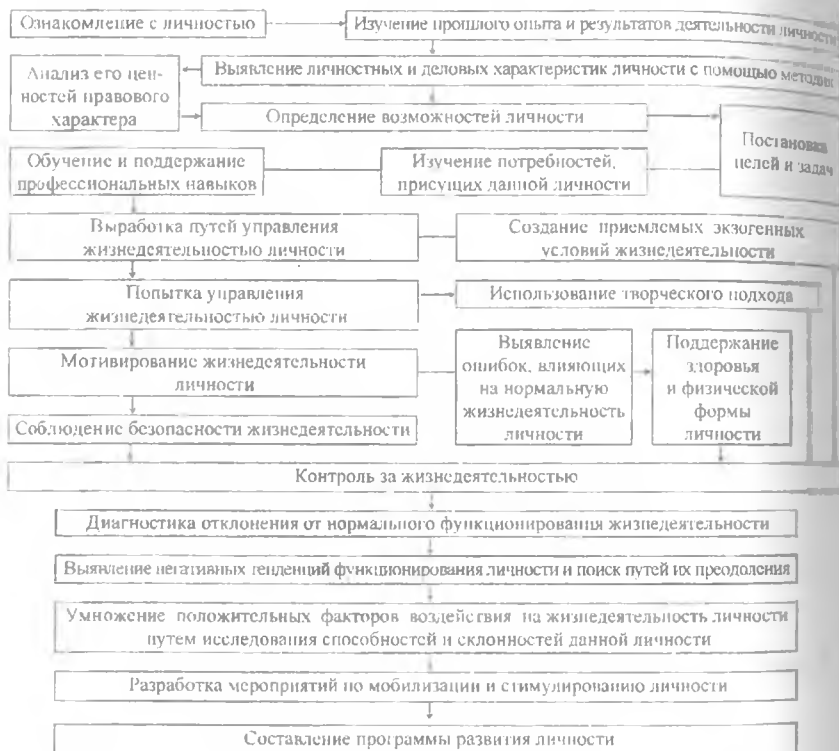 Ознакомление с личностью
Изучение прошлого опыта и результатов деятельности личности
Анализ его цен-
ностей правового
характера
Выявление личностных и деловых характеристик личности с помощью методик
Определение возможностей личности
Постановка
целей и задач
Обучение и поддержание
профессиональных навыков
Изучение потребностей,
присущих данной личности
Выработка путей управления
жизнедеятельностью личности
Создание приемлемых экзогенных
условий жизнедеятельности
Попытка управления
жизнедеятельностью личности
Использование творческого подхода
Мотивирование жизнедеятельности
личности
Выявление
ошибок, влияющих
на нормальную
жизнедеятельность
личности
Поддержание
здоровья
и физической
формы
личности
Соблюдение безопасности жизнедеятельности
Контроль за жизнедеятельностью
Диагностика отклонения от нормального функционирования жизнедеятельности
Выявление негативных тенденций функционирования личности и поиск путей их преодоления
Умножение положительных факторов воздействия на жизнедеятельность личности
путем исследования способностей и склонностей данной личности
Разработка мероприятий по мобилизации и стимулированию личности
Составление программы развития личности